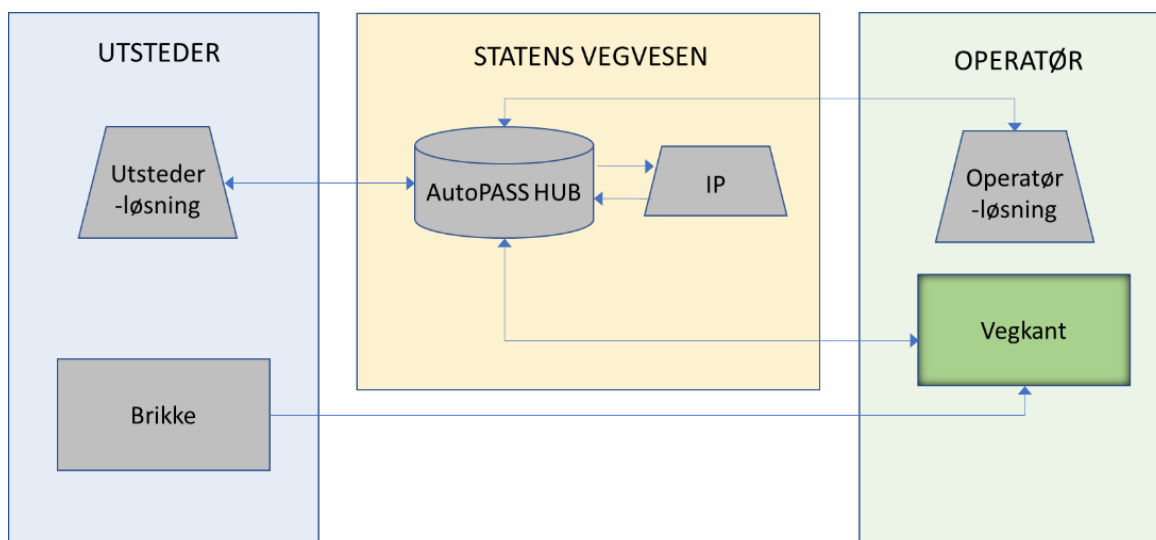 UTSTEDER
Utsteder
-løsning
Brikke
STATENS VEGVESEN
AutoPASS HUB
IP
OPERATØR
Operatør
-løsning
Vegkant